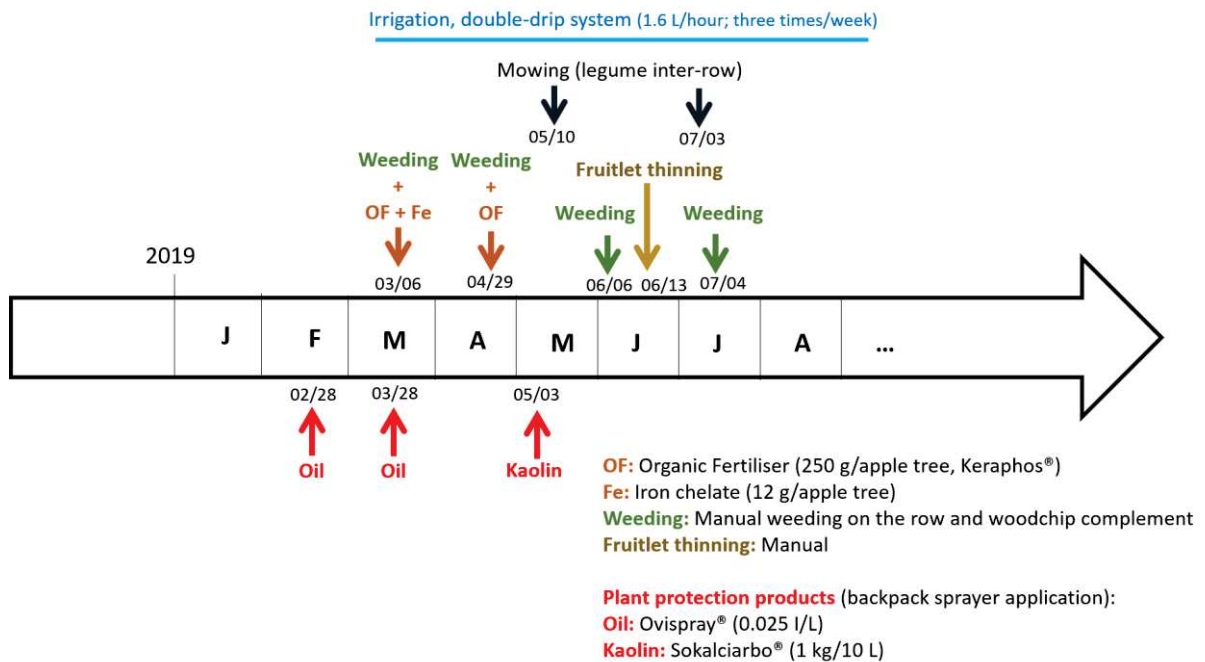 Irrigation, double-drip system (1.6 L/hour; three times/week)
Mowing (legume inter-row)
05/10 07/03
Weeding Weeding
+ +
OF + Fe OF
Fruitlet thinning
Weeding Weeding
2019
03/06 04/29 06/06 06/13 07/04
J F M A M J J A ...
02/28 03/28 05/03
Oil Oil Kaolin
OF: Organic Fertiliser (250 g/apple tree, Keraphos®)
Fe: Iron chelate (12 g/apple tree)
Weeding: Manual weeding on the row and woodchip complement
Fruitlet thinning: Manual
Plant protection products (backpack sprayer application):
Oil: Ovispray® (0.025 l/L)
Kaolin: Sokalciarbo® (1 kg/10 L)